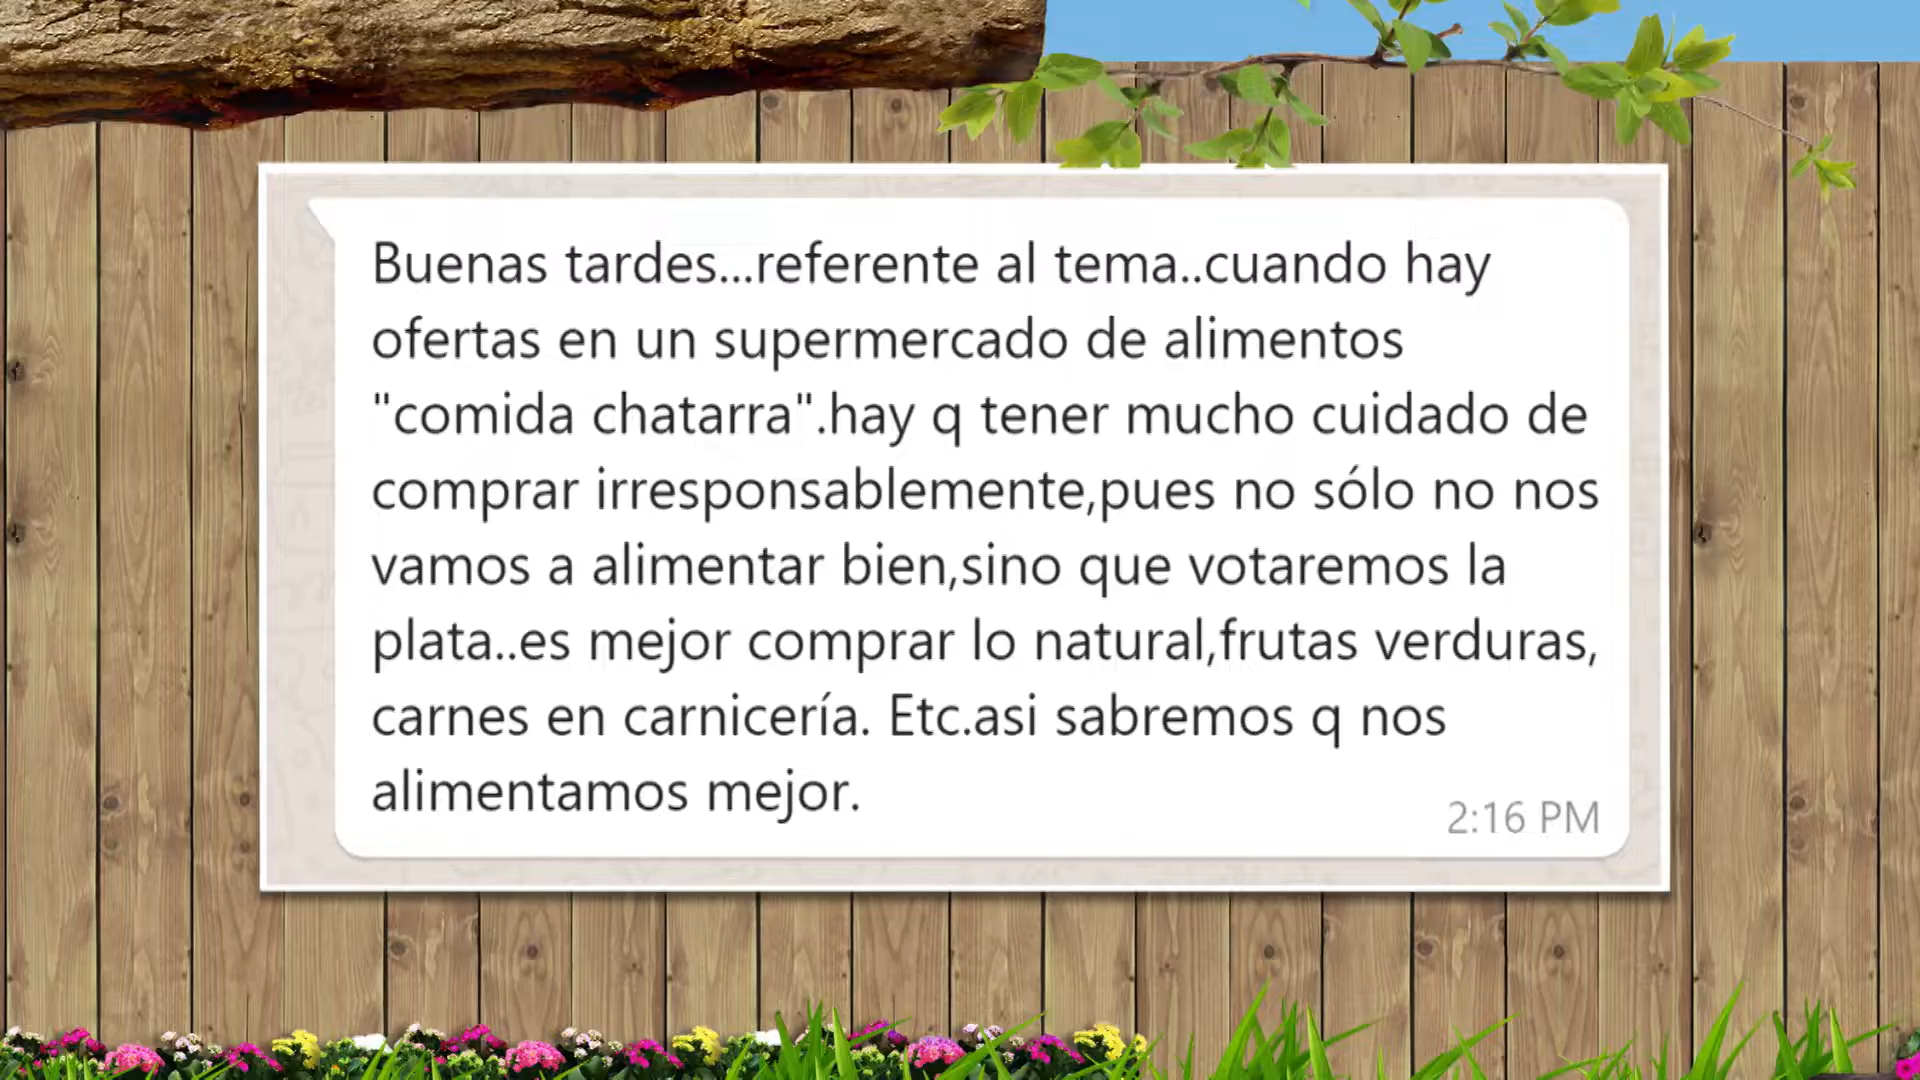 Buenas tardes...referente al tema..cuando hay
ofertas en un supermercado de alimentos
"comida chatarra".hay q tener mucho cuidado de
comprar irresponsablemente,pues no sólo no nos
vamos a alimentar bien,sino que votaremos la
plata..es mejor comprar lo natural,frutas verduras,
carnes en carnicería. Etc.asi sabremos q nos
alimentamos mejor.
2:16 PM